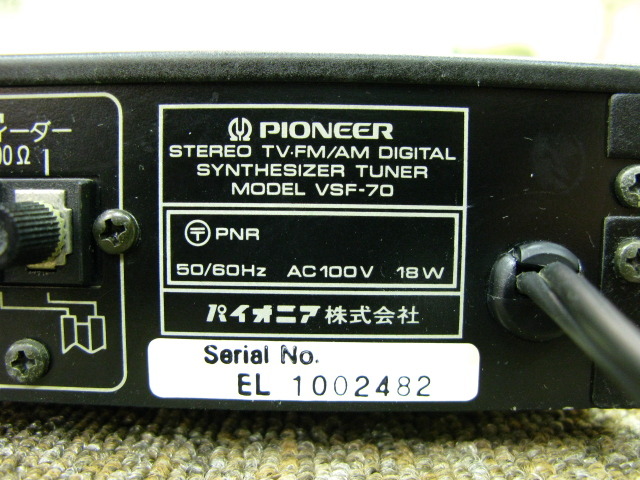 ィーダー
00Ω
PIONEER
STEREO TV·FM/AM DIGITAL
SYNTHESIZER TUNER
MODEL VSF-70
〒 PNR
50/60Hz AC100V 18W
パイオニア株式会社
Serial No.
EL 1002482